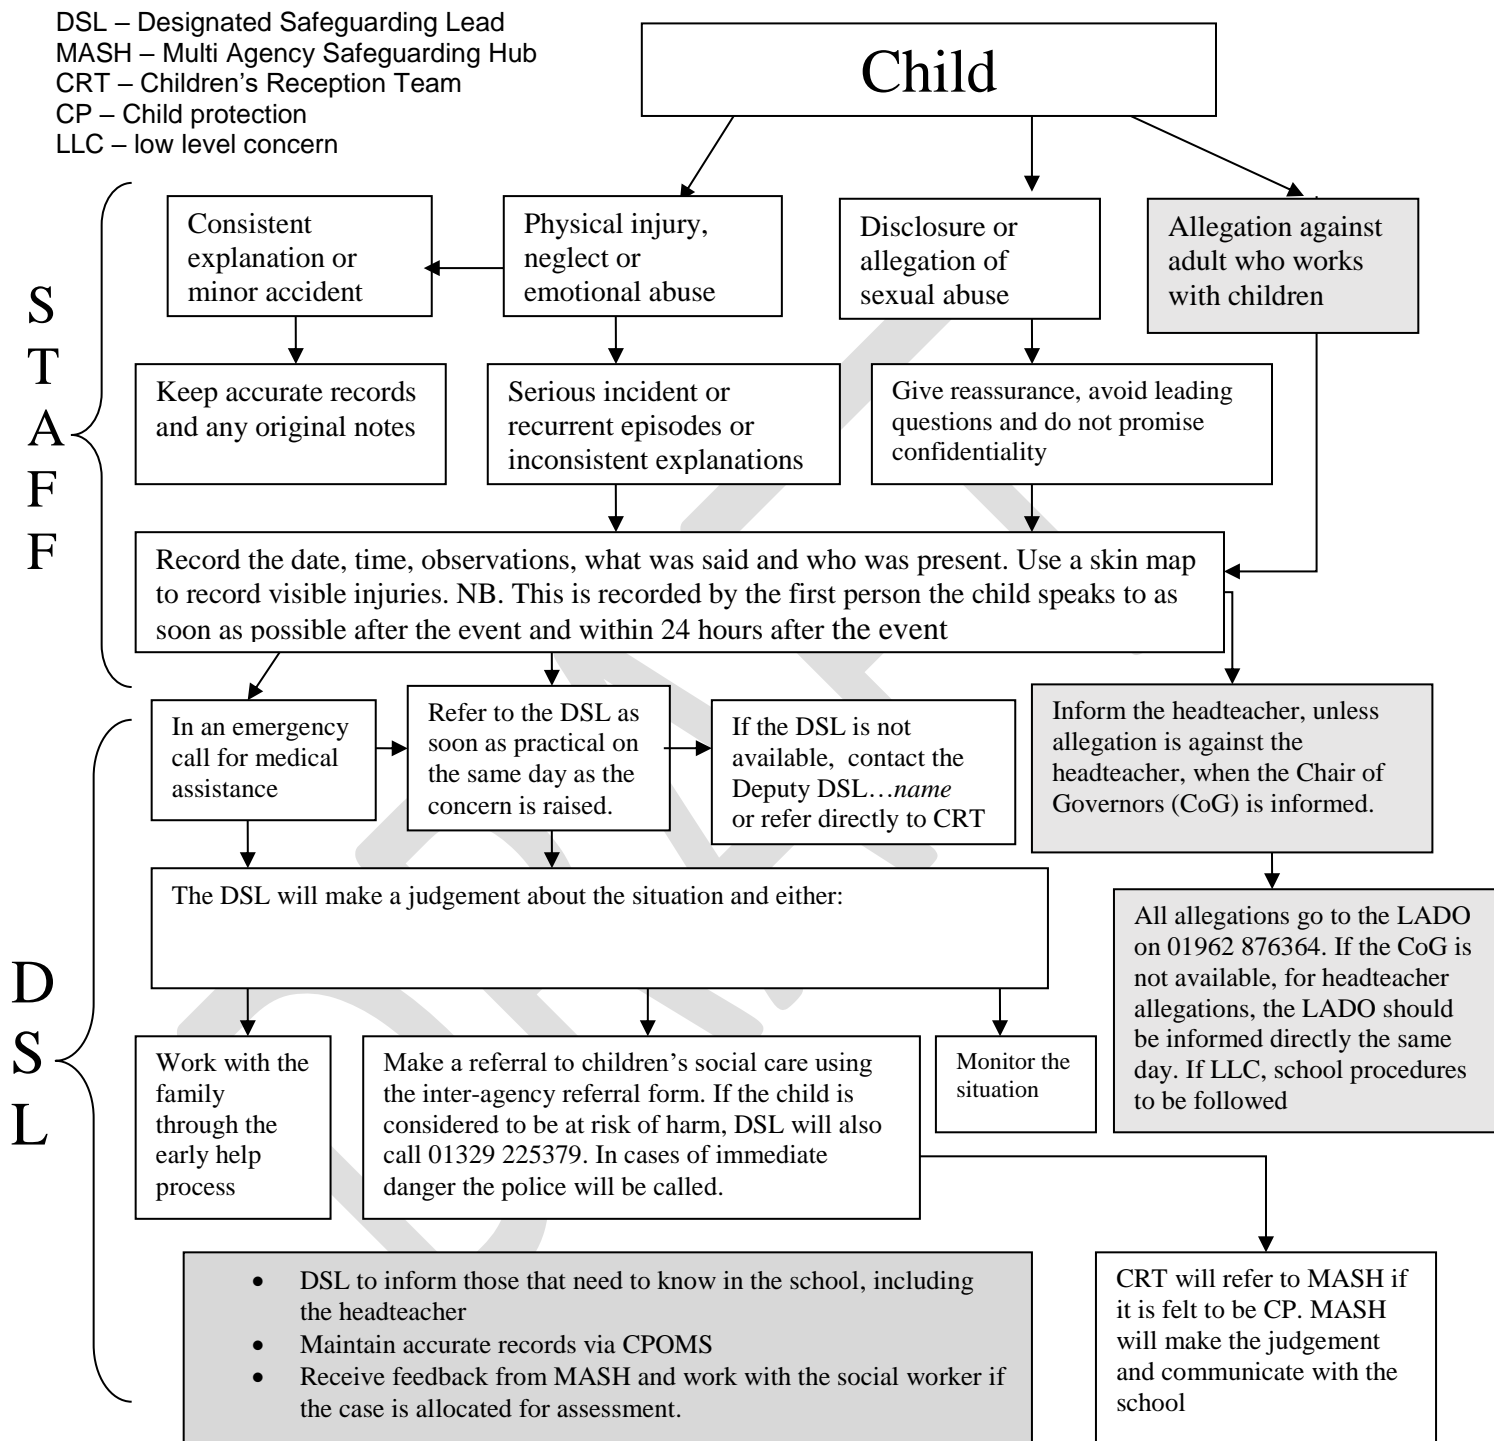 DSL – Designated Safeguarding Lead
MASH – Multi Agency Safeguarding Hub
CRT – Children's Reception Team
CP – Child protection
LLC – low level concern
Child
S
T
A
F
F
Consistent
explanation or
minor accident
Physical injury,
neglect or
emotional abuse
Disclosure or
allegation of
sexual abuse
Allegation against
adult who works
with children
Keep accurate records
and any original notes
Serious incident or
recurrent episodes or
inconsistent explanations
Give reassurance, avoid leading
questions and do not promise
confidentiality
Record the date, time, observations, what was said and who was present. Use a skin map
to record visible injuries. NB. This is recorded by the first person the child speaks to as
soon as possible after the event and within 24 hours after the event
D
S
L
In an emergency
call for medical
assistance
Refer to the DSL as
soon as practical on
the same day as the
concern is raised.
If the DSL is not
available,  contact the
Deputy DSL…name
or refer directly to CRT
Inform the headteacher, unless
allegation is against the
headteacher, when the Chair of
Governors (CoG) is informed.
The DSL will make a judgement about the situation and either:
All allegations go to the LADO
on 01962 876364. If the CoG is
not available, for headteacher
allegations, the LADO should
be informed directly the same
day. If LLC, school procedures
to be followed
Work with the
family
through the
early help
process
Make a referral to children's social care using
the inter-agency referral form. If the child is
considered to be at risk of harm, DSL will also
call 01329 225379. In cases of immediate
danger the police will be called.
Monitor the
situation
• DSL to inform those that need to know in the school, including
the headteacher
• Maintain accurate records via CPOMS
• Receive feedback from MASH and work with the social worker if
the case is allocated for assessment.
CRT will refer to MASH if
it is felt to be CP. MASH
will make the judgement
and communicate with the
school
DRAFT